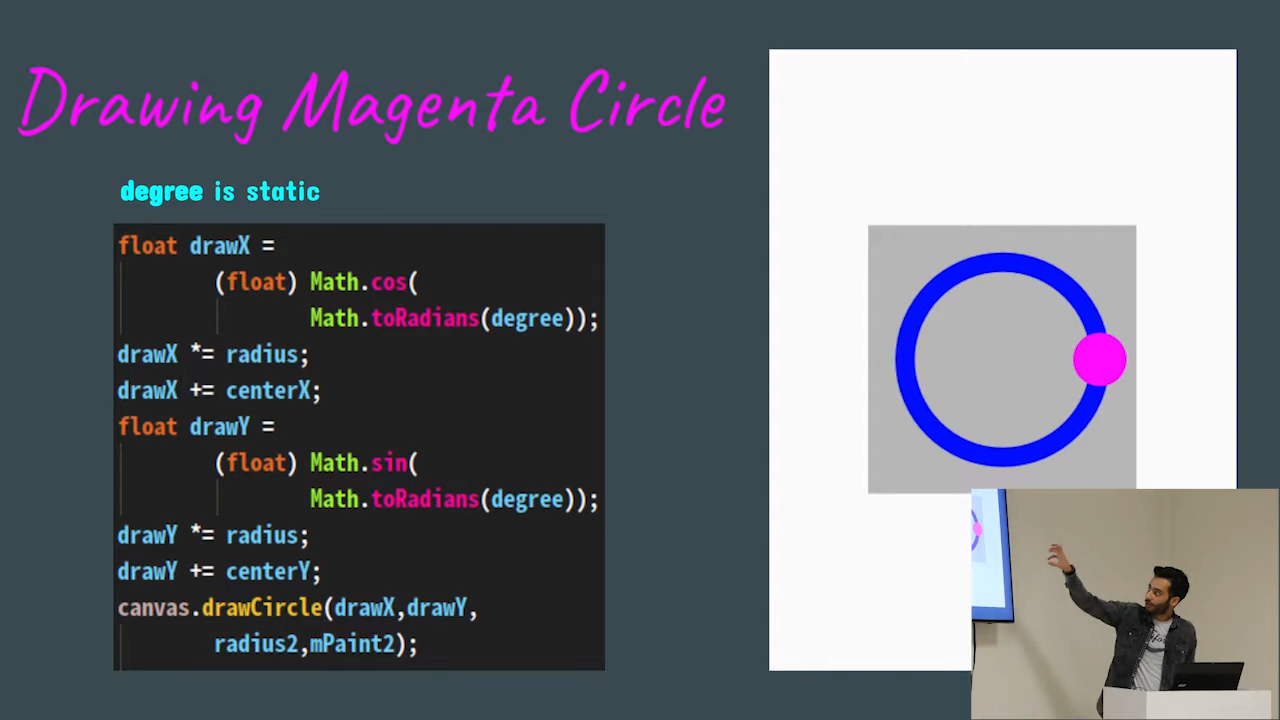 Drawing Magenta Circle
degree is static
float drawX =
(float) Math.cos(
Math.toRadians(degree));
drawX *= radius;
drawX += centerX;
float drawY =
(float) Math.sin(
Math.toRadians(degree));
drawY *= radius;
drawY += centerY;
canvas.drawCircle(drawX,drawY,
radius2,mPaint2);